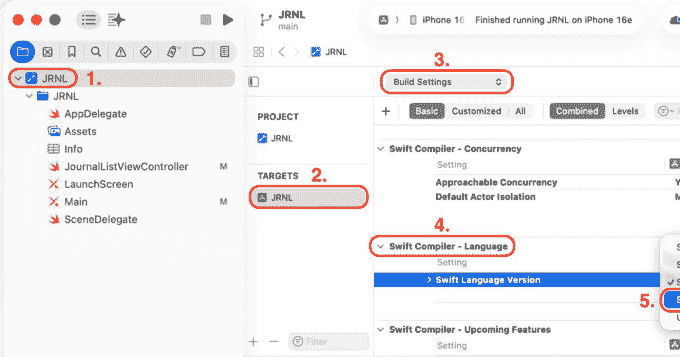 JRNL
main
iPhone 16
Finished running JRNL on iPhone 16e
JRNL
JRNL
1.
JRNL
AppDelegate
Assets
Info
JournalListViewController
M
LaunchScreen
Main
M
SceneDelegate
3.
Build Settings
PROJECT
JRNL
TARGETS
2.
JRNL
Filter
Basic
Customized
All
Combined
Levels
Swift Compiler - Concurrency
Setting
Approachable Concurrency
Y
Default Actor Isolation
4.
Swift Compiler - Language
Setting
Swift Language Version
5.
Swift Compiler - Upcoming Features
Setting